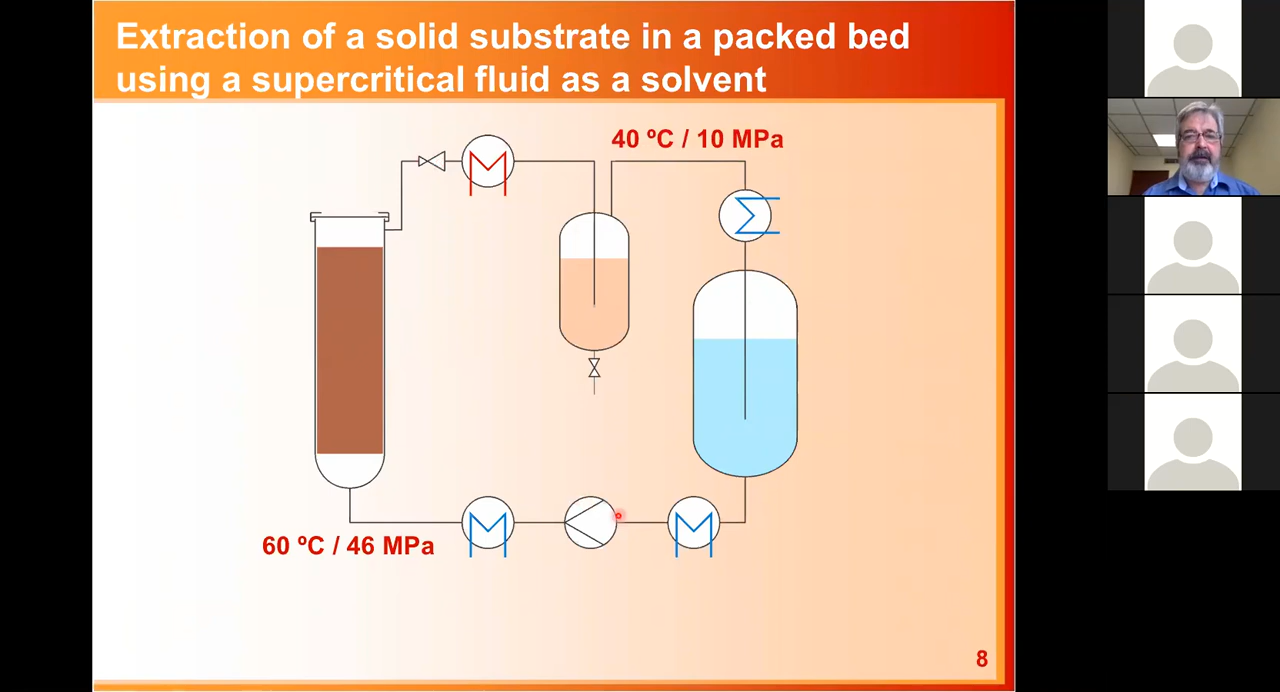 Extraction of a solid substrate in a packed bed
using a supercritical fluid as a solvent
40 ºC / 10 MPa
60 ºC / 46 MPa
8